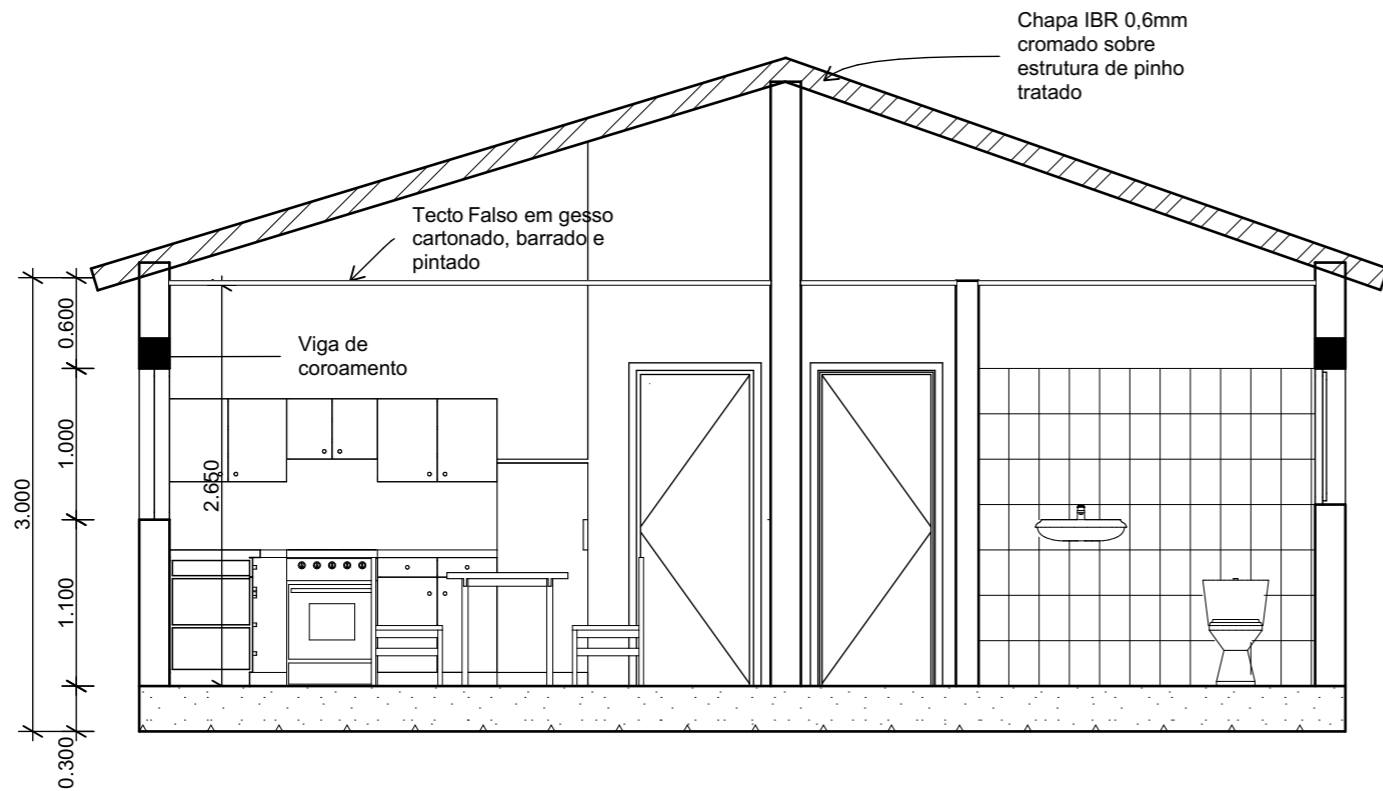 Chapa IBR 0,6mm
cromado sobre
estrutura de pinho
tratado
Tecto Falso em gesso
cartonado, barrado e
pintado
Viga de
coroamento
0.600
1.000
2.650
3.000
1.100
0.300